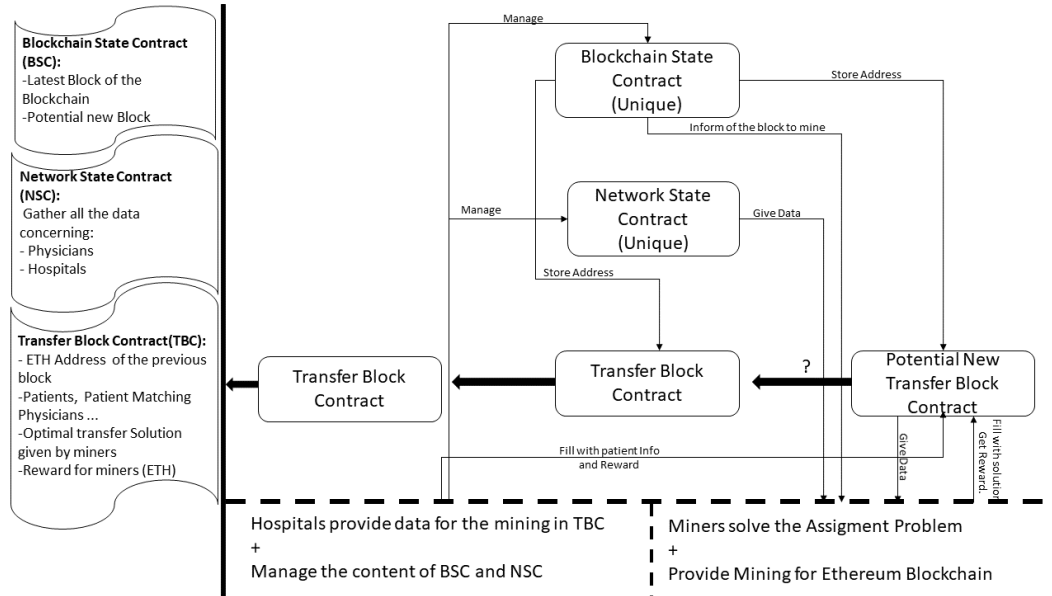 Blockchain State Contract
(BSC):
-Latest Block of the
Blockchain
-Potential new Block
Network State Contract
(NSC):
Gather all the data
concerning:
- Physicians
- Hospitals
Transfer Block Contract(TBC):
- ETH Address of the previous
block
-Patients, Patient Matching
Physicians ...
-Optimal transfer Solution
given by miners
-Reward for miners (ETH)
Manage
Blockchain State
Contract
(Unique)
Store Address
Inform of the block to mine
Manage
Network State
Contract
(Unique)
Give Data
Store Address
Transfer Block
Contract
Transfer Block
Contract
?
Potential New
Transfer Block
Contract
Fill with patient Info
and Reward
Give Data
Fill with solution
Get Reward.
Hospitals provide data for the mining in TBC
+
Manage the content of BSC and NSC
Miners solve the Assigment Problem
+
Provide Mining for Ethereum Blockchain